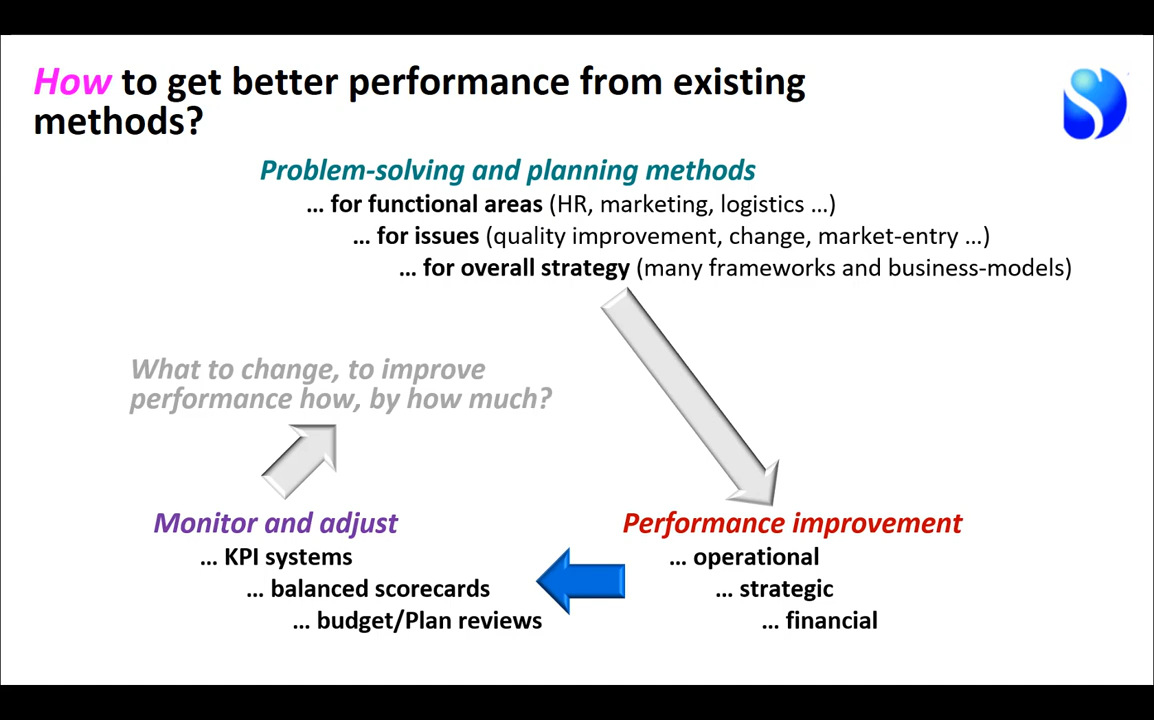 How to get better performance from existing
methods?
Problem-solving and planning methods
... for functional areas (HR, marketing, logistics ...)
... for issues (quality improvement, change, market-entry ...)
... for overall strategy (many frameworks and business-models)
What to change, to improve
performance how, by how much?
Monitor and adjust
... KPI systems
... balanced scorecards
... budget/Plan reviews
Performance improvement
... operational
... strategic
... financial